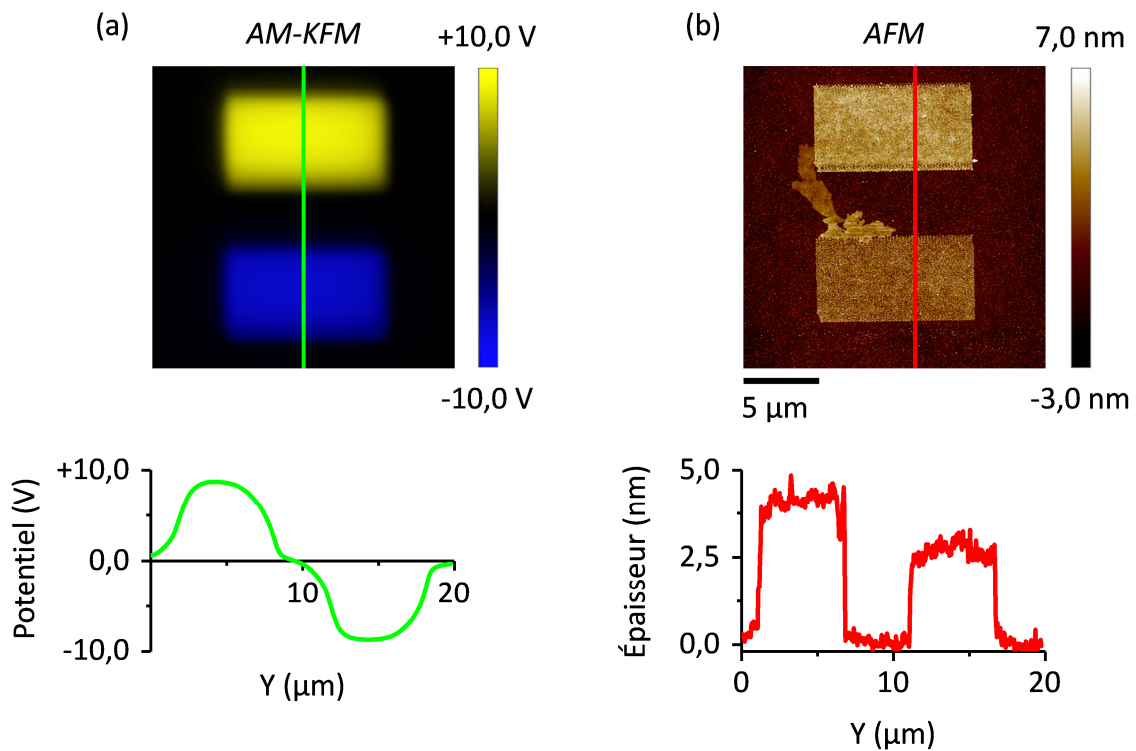 (a)
AM-KFM
+10,0 V
-10,0 V
Potentiel (V)
+10,0
0,0
-10,0
10
20
Y (µm)
(b)
AFM
7,0 nm
-3,0 nm
5 µm
Épaisseur (nm)
5,0
2,5
0,0
0
10
20
Y (µm)